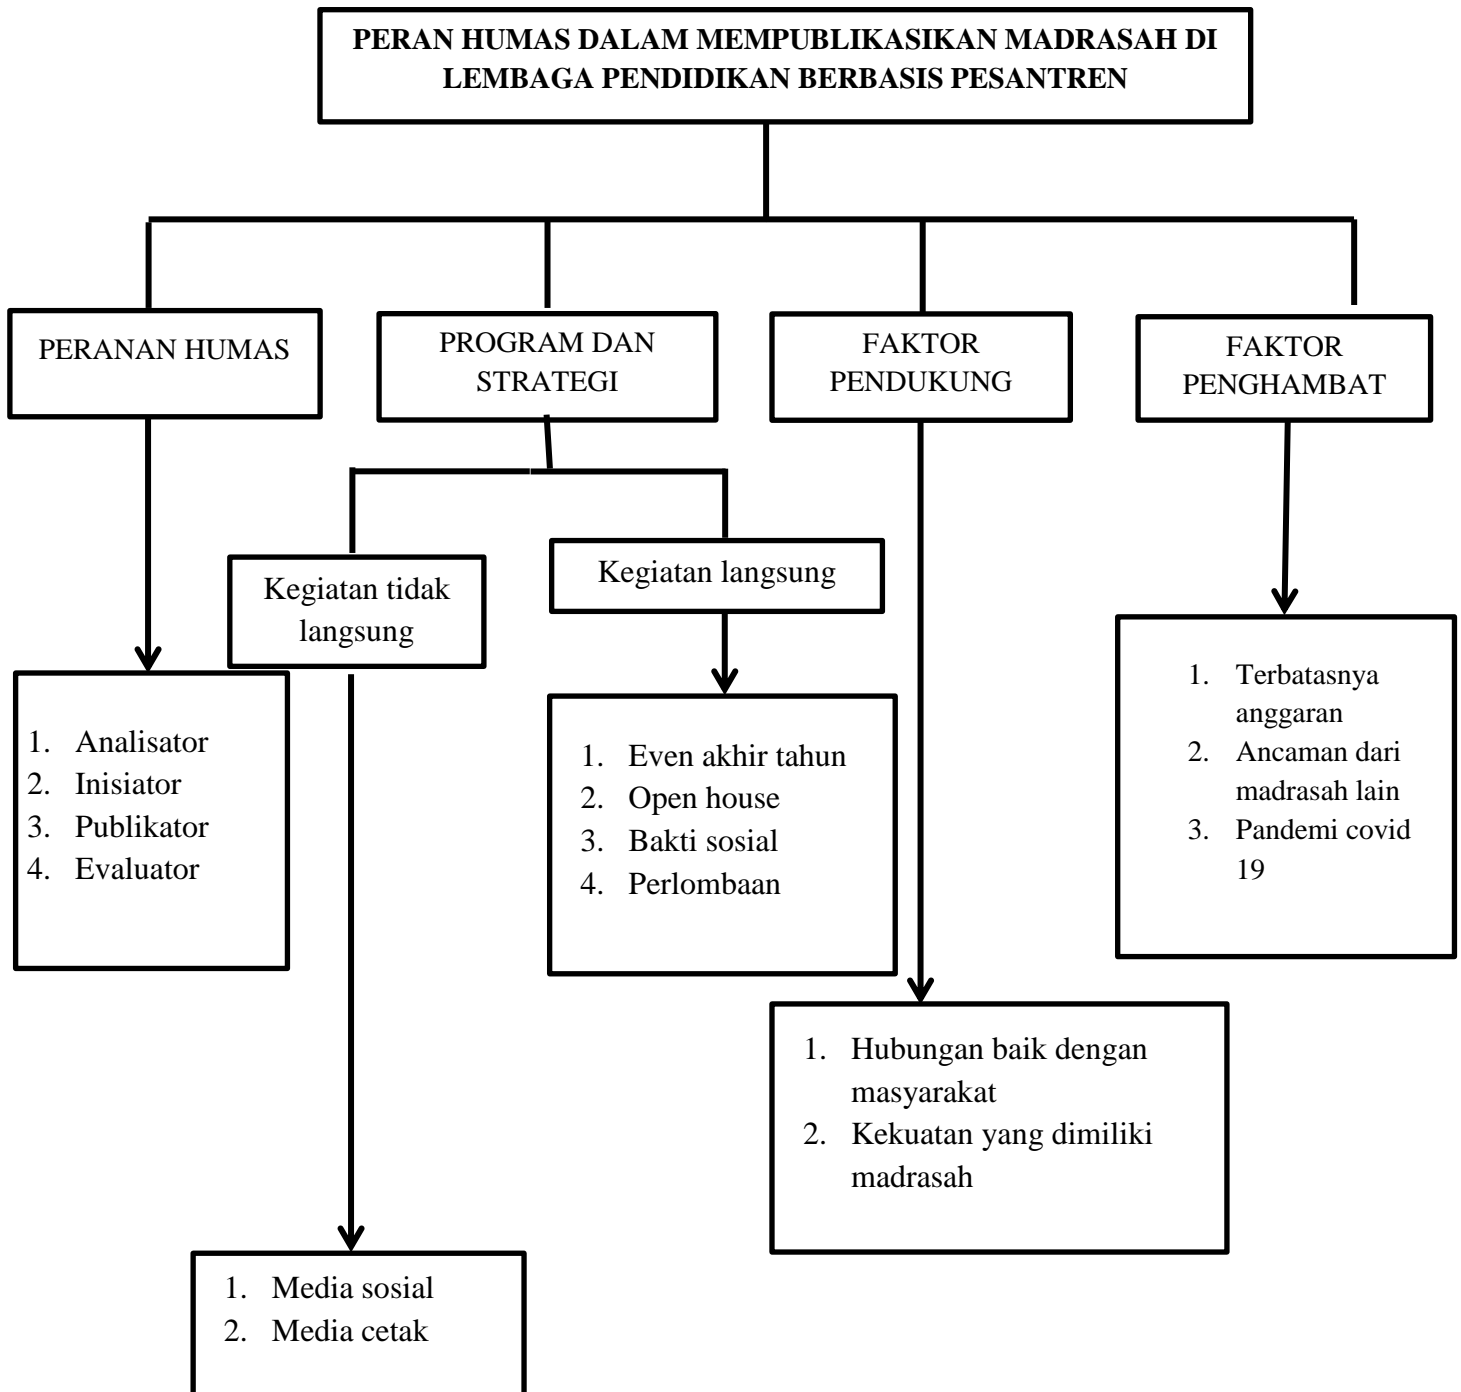 PERAN HUMAS DALAM MEMPUBLIKASIKAN MADRASAH DI
LEMBAGA PENDIDIKAN BERBASIS PESANTREN
PERANAN HUMAS
PROGRAM DAN
STRATEGI
FAKTOR
PENDUKUNG
FAKTOR
PENGHAMBAT
Kegiatan tidak
langsung
Kegiatan langsung
1. Analisator
2. Inisiator
3. Publikator
4. Evaluator
1. Even akhir tahun
2. Open house
3. Bakti sosial
4. Perlombaan
1. Terbatasnya
anggaran
2. Ancaman dari
madrasah lain
3. Pandemi covid
19
1. Hubungan baik dengan
masyarakat
2. Kekuatan yang dimiliki
madrasah
1. Media sosial
2. Media cetak